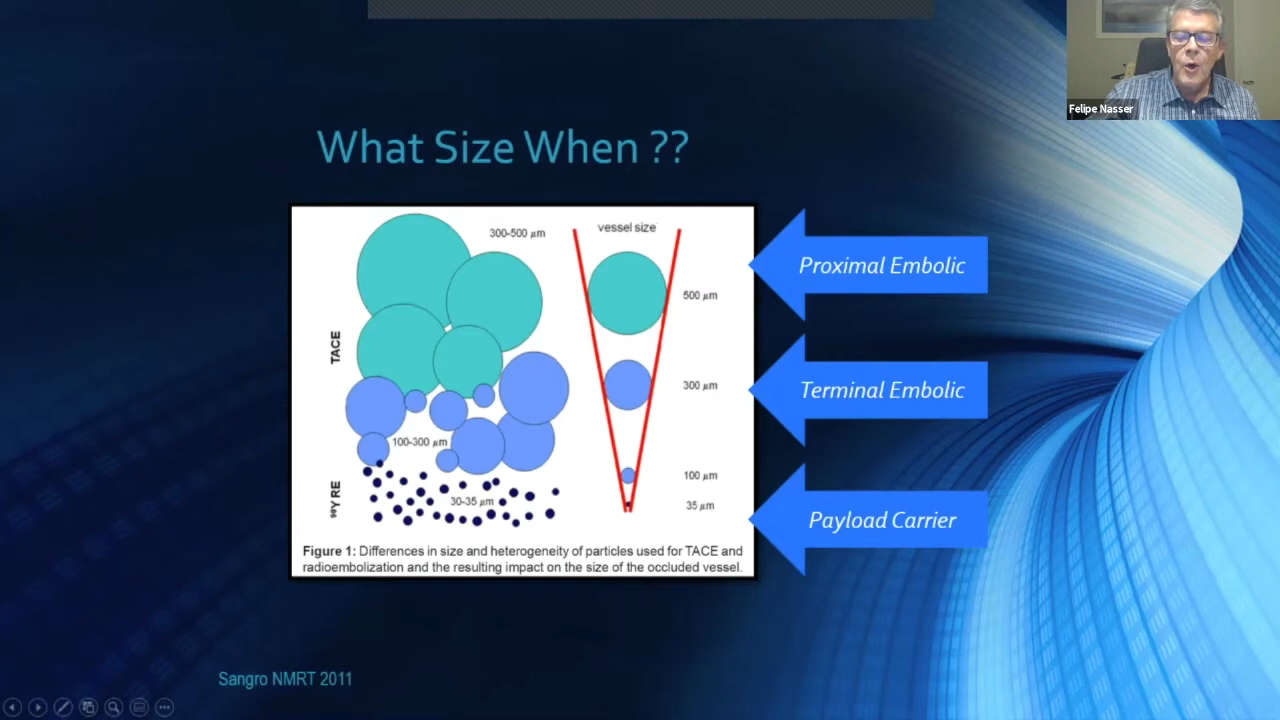 Felipe Nasser
What Size When ??
300-500 µm
vessel size
Proximal Embolic
500 µm
TACE
300 µm
Terminal Embolic
100-300 µm
100 µm
⁹⁰Y RE
30-35 µm
35 µm
Payload Carrier
Figure 1: Differences in size and heterogeneity of particles used for TACE and
radioembolization and the resulting impact on the size of the occluded vessel.
Sangro NMRT 2011